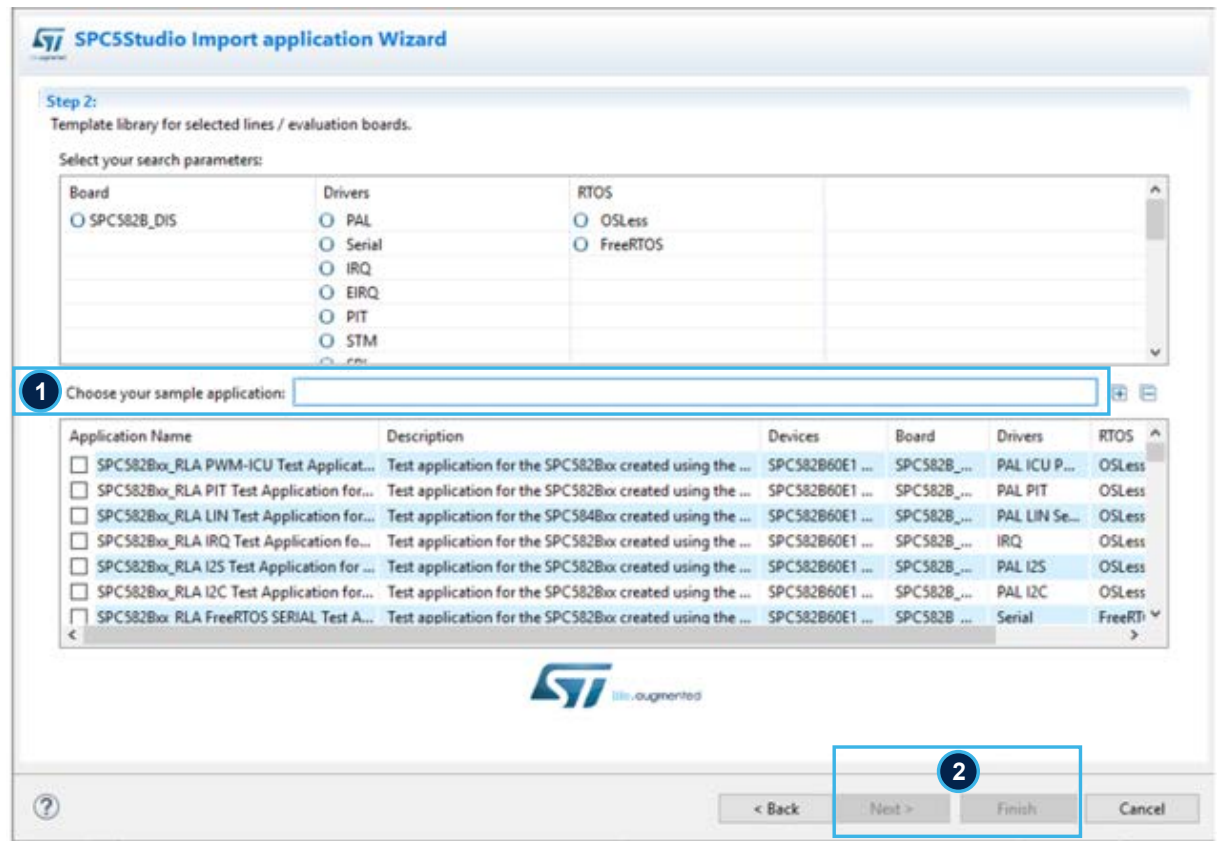 SPC5Studio Import application Wizard
Step 2:
Template library for selected lines / evaluation boards.
Select your search parameters:
Board Drivers RTOS
SPC582B_DIS PAL OSLess
Serial FreeRTOS
IRQ
EIRQ
PIT
STM
1 Choose your sample application:
Application Name Description Devices Board Drivers RTOS
SPC582Bxx_RLA PWM-ICU Test Applicat... Test application for the SPC582Bxx created using the ... SPC582B60E1 ... SPC582B_... PAL ICU P... OSLess
SPC582Bxx_RLA PIT Test Application for... Test application for the SPC582Bxx created using the ... SPC582B60E1 ... SPC582B_... PAL PIT OSLess
SPC582Bxx_RLA LIN Test Application for... Test application for the SPC584Bxx created using the ... SPC582B60E1 ... SPC582B_... PAL LIN Se... OSLess
SPC582Bxx_RLA IRQ Test Application fo... Test application for the SPC582Bxx created using the ... SPC582B60E1 ... SPC582B_... IRQ OSLess
SPC582Bxx_RLA I2S Test Application for ... Test application for the SPC582Bxx created using the ... SPC582B60E1 ... SPC582B_... PAL I2S OSLess
SPC582Bxx_RLA I2C Test Application for... Test application for the SPC582Bxx created using the ... SPC582B60E1 ... SPC582B_... PAL I2C OSLess
SPC582Bxx RLA FreeRTOS SERIAL Test A... Test application for the SPC582Bxx created using the ... SPC582B60E1 ... SPC582B ... Serial FreeRT
ST life.augmented
2
? < Back Next > Finish Cancel